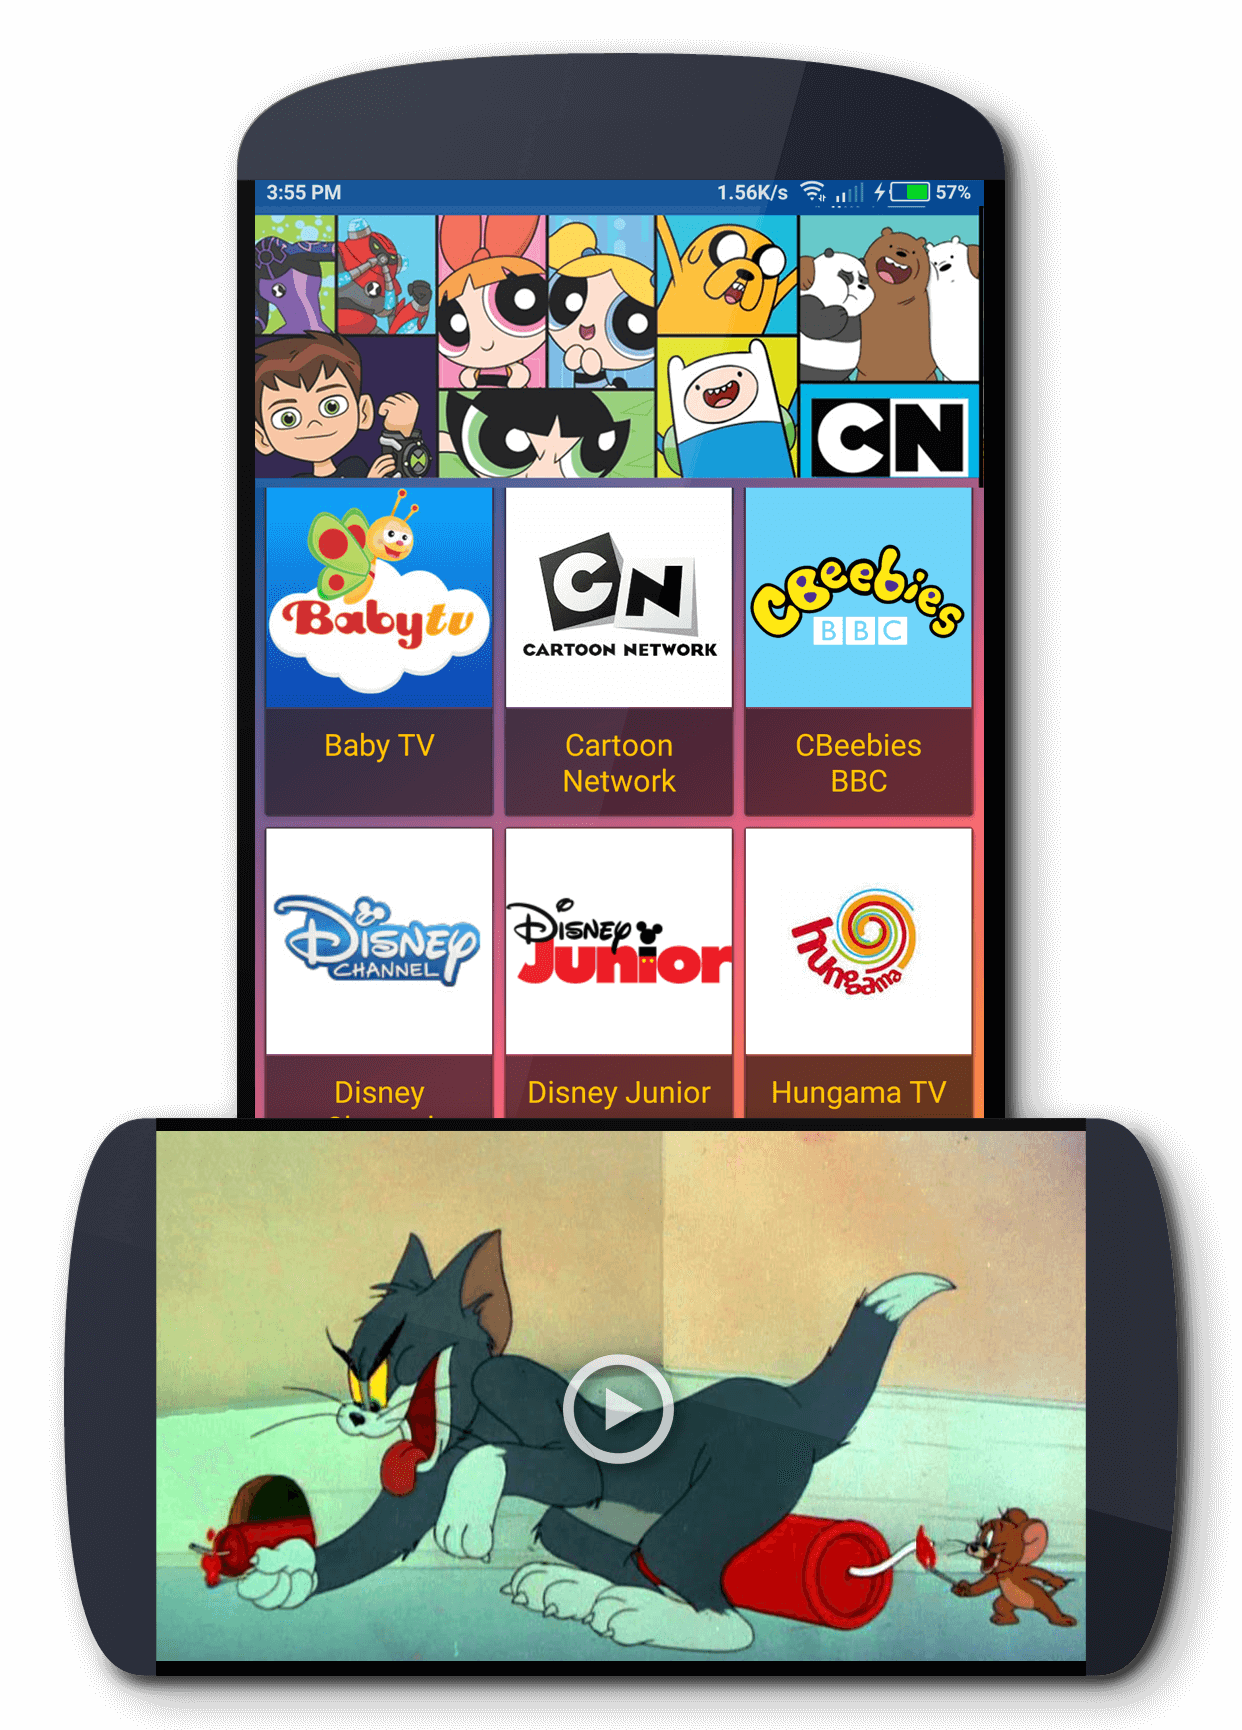 3:55 PM 1.56K/s 57%
CN
Babytv
CN
CARTOON NETWORK
CBeebies
BBC
Baby TV
Cartoon
Network
CBeebies
BBC
Disney
CHANNEL
Disney
Junior
hungama
Disney
Disney Junior
Hungama TV